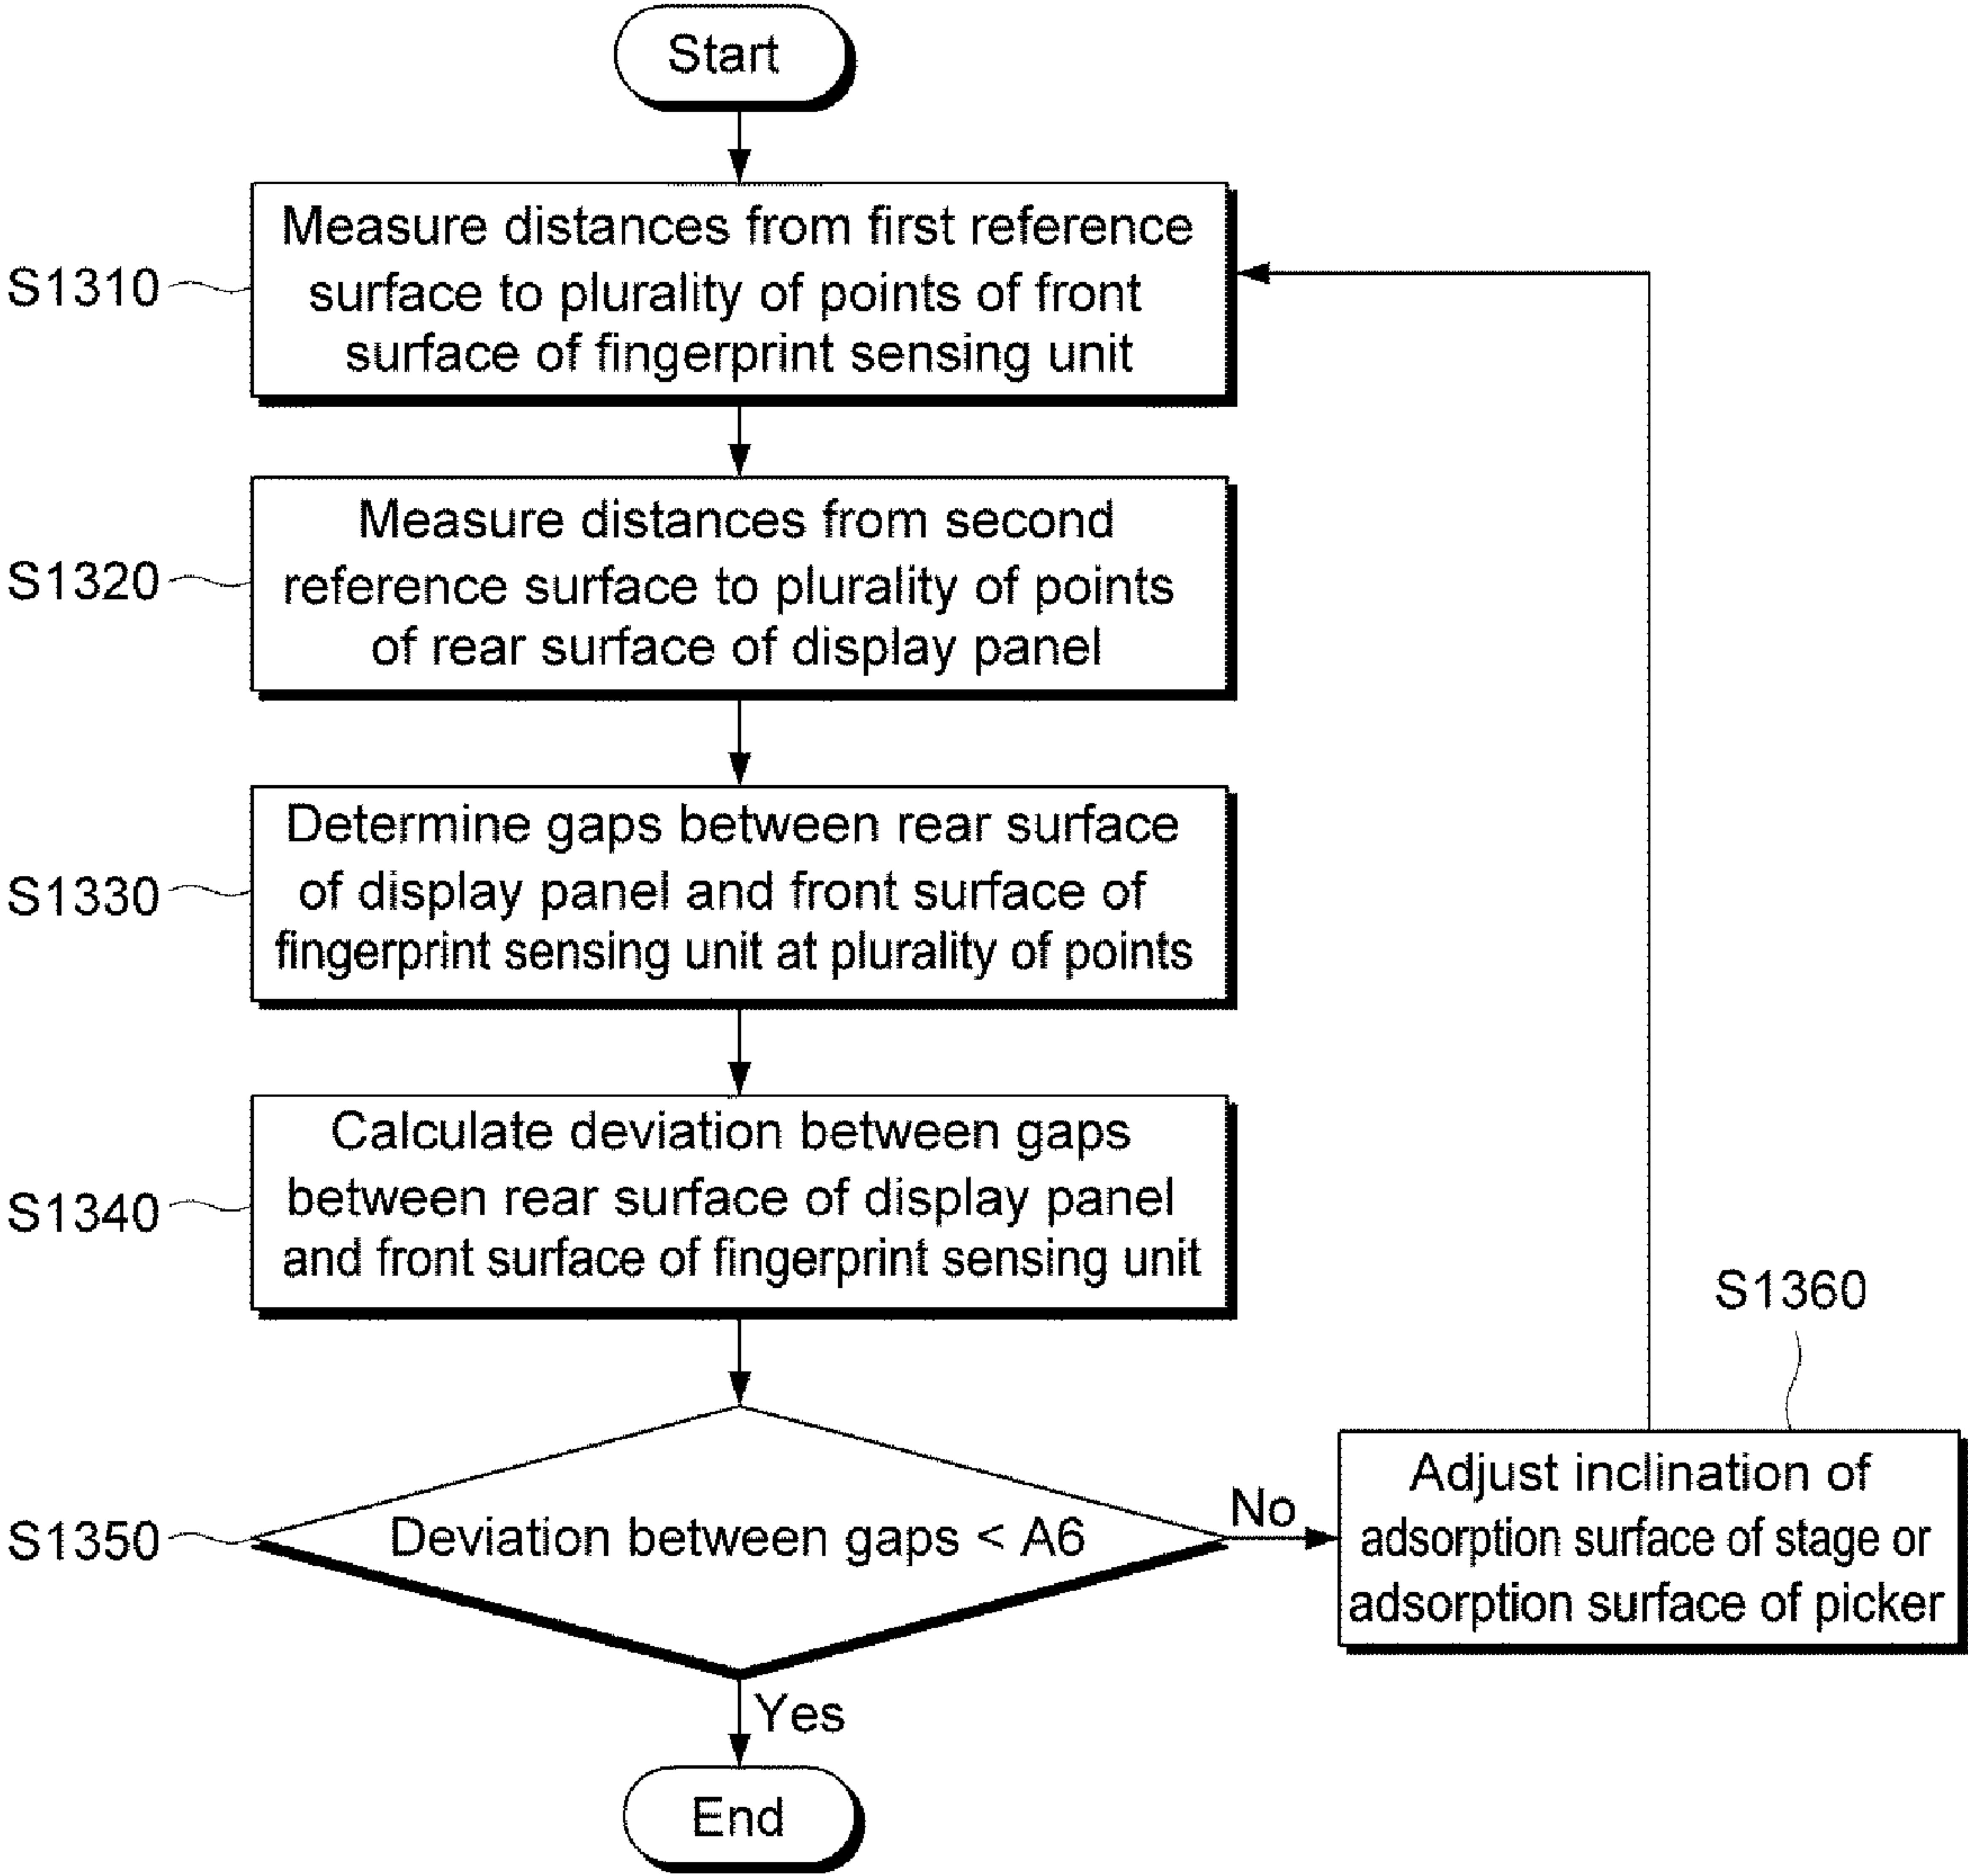 Start
S1310
Measure distances from first reference
surface to plurality of points of front
surface of fingerprint sensing unit
S1320
Measure distances from second
reference surface to plurality of points
of rear surface of display panel
S1330
Determine gaps between rear surface
of display panel and front surface of
fingerprint sensing unit at plurality of points
S1340
Calculate deviation between gaps
between rear surface of display panel
and front surface of fingerprint sensing unit
S1350
Deviation between gaps < A6
No
S1360
Adjust inclination of
adsorption surface of stage or
adsorption surface of picker
Yes
End